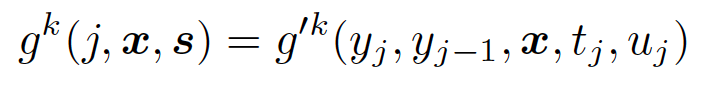 g^k(j, 𝒙, 𝒔) = g′^k(y_j, y_{j−1}, 𝒙, t_j, u_j)